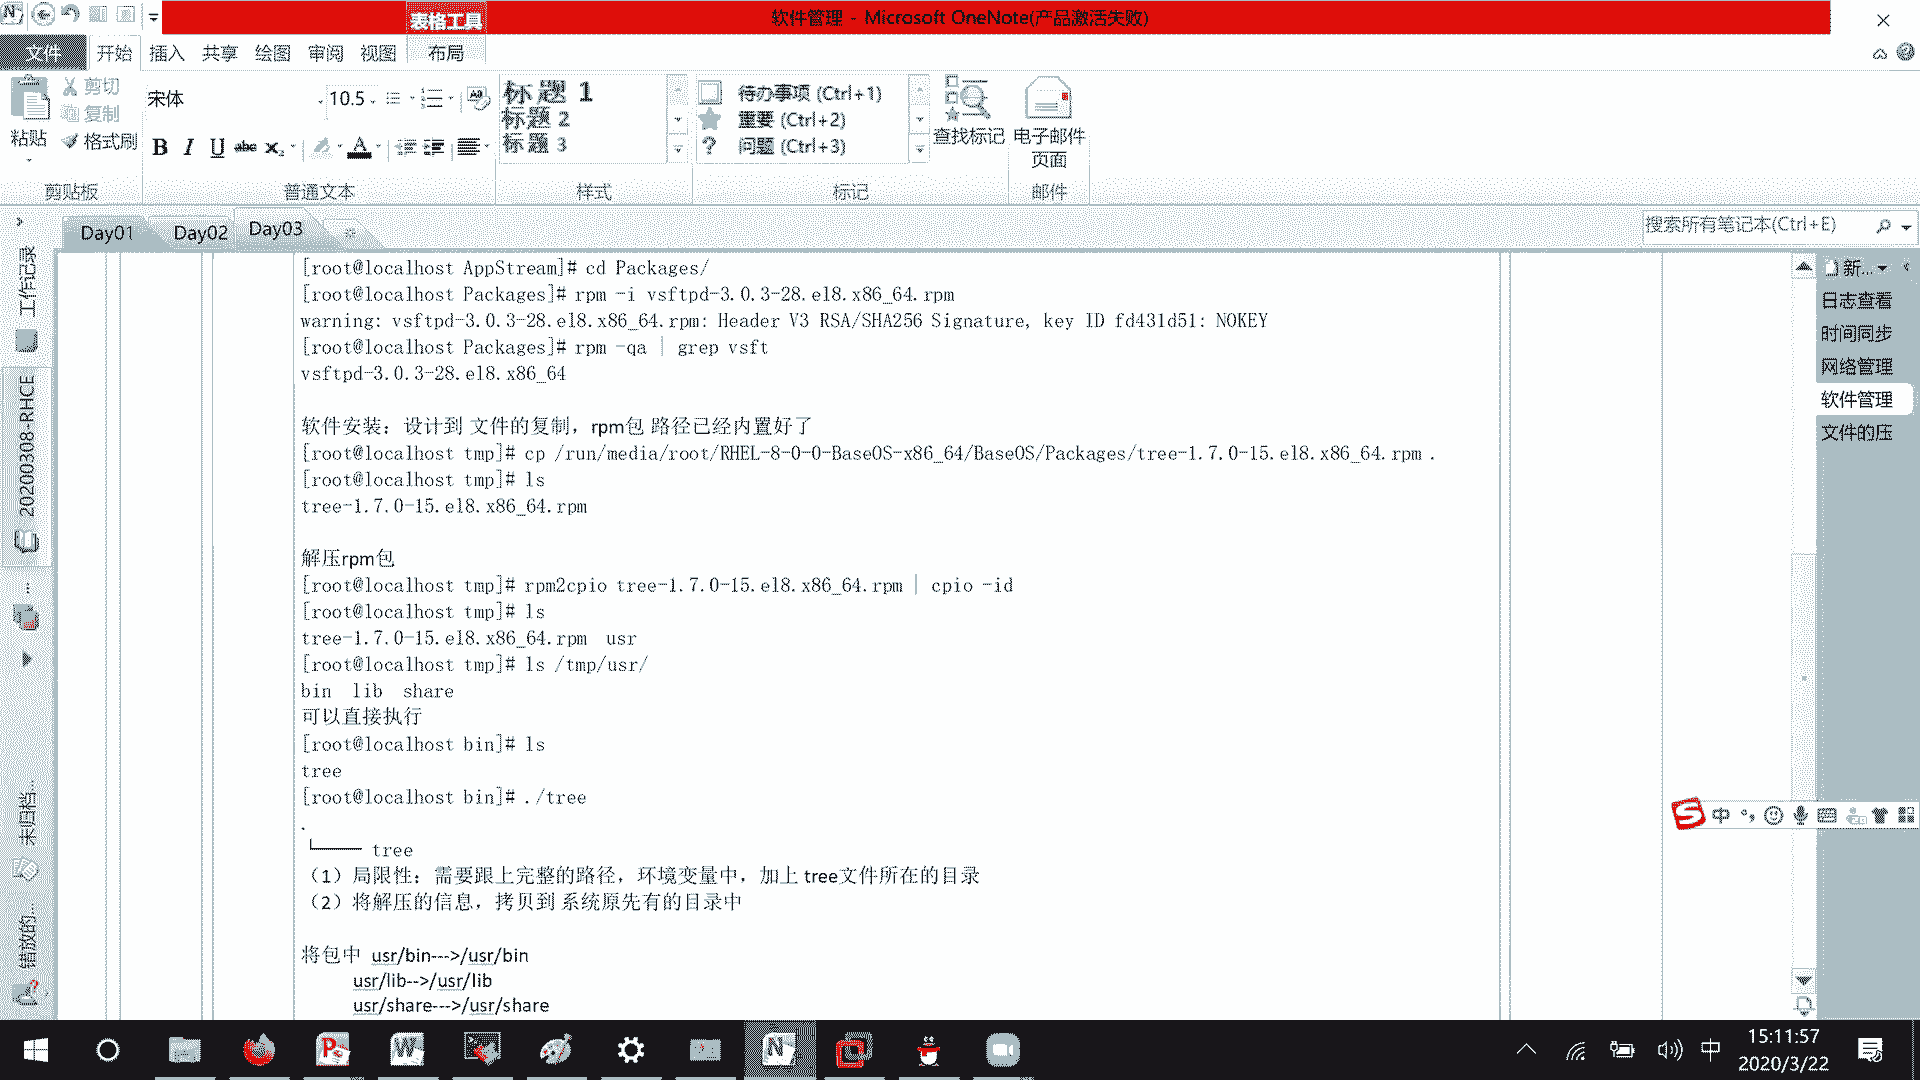 表格工具
软件管理 - Microsoft OneNote(产品激活失败)
文件 开始 插入 共享 绘图 审阅 视图 布局
粘贴
剪切
复制
格式刷
宋体 10.5
B I U abc
标题 1
标题 2
标题 3
待办事项 (Ctrl+1)
重要 (Ctrl+2)
问题 (Ctrl+3)
查找标记
电子邮件
页面
剪贴板 普通文本 样式 标记 邮件
Day01 Day02 Day03
搜索所有笔记本(Ctrl+E)
工作记录
20200308-RHCE
未归档...
错放的...
[root@localhost AppStream]# cd Packages/
[root@localhost Packages]# rpm -i vsftpd-3.0.3-28.el8.x86_64.rpm
warning: vsftpd-3.0.3-28.el8.x86_64.rpm: Header V3 RSA/SHA256 Signature, key ID fd431d51: NOKEY
[root@localhost Packages]# rpm -qa | grep vsft
vsftpd-3.0.3-28.el8.x86_64
软件安装：设计到 文件的复制，rpm包 路径已经内置好了
[root@localhost tmp]# cp /run/media/root/RHEL-8-0-0-BaseOS-x86_64/BaseOS/Packages/tree-1.7.0-15.el8.x86_64.rpm .
[root@localhost tmp]# ls
tree-1.7.0-15.el8.x86_64.rpm
解压rpm包
[root@localhost tmp]# rpm2cpio tree-1.7.0-15.el8.x86_64.rpm | cpio -id
[root@localhost tmp]# ls
tree-1.7.0-15.el8.x86_64.rpm  usr
[root@localhost tmp]# ls /tmp/usr/
bin  lib  share
可以直接执行
[root@localhost bin]# ls
tree
[root@localhost bin]# ./tree
.
└── tree
（1）局限性：需要跟上完整的路径，环境变量中，加上 tree文件所在的目录
（2）将解压的信息，拷贝到 系统原先有的目录中
将包中 usr/bin--->/usr/bin
usr/lib-->/usr/lib
usr/share--->/usr/share
新...
日志查看
时间同步
网络管理
软件管理
文件的压
中
中
15:11:57
2020/3/22